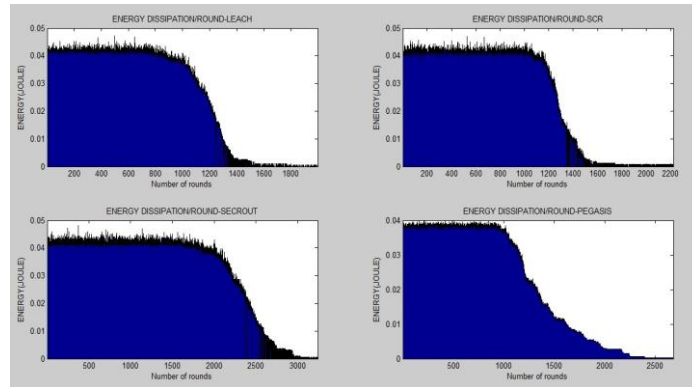 ENERGY DISSIPATION/ROUND-LEACH
ENERGY(JOULE)
0.05
0.04
0.03
0.02
0.01
0
200 400 600 800 1000 1200 1400 1600 1800
Number of rounds
ENERGY DISSIPATION/ROUND-SCR
ENERGY(JOULE)
0.05
0.04
0.03
0.02
0.01
0
200 400 600 800 1000 1200 1400 1600 1800 2000 2200
Number of rounds
ENERGY DISSIPATION/ROUND-SECROUT
ENERGY(JOULE)
0.05
0.04
0.03
0.02
0.01
0
500 1000 1500 2000 2500 3000
Number of rounds
ENERGY DISSIPATION/ROUND-PEGASIS
ENERGY(JOULE)
0.04
0.03
0.02
0.01
0
500 1000 1500 2000 2500
Number of rounds